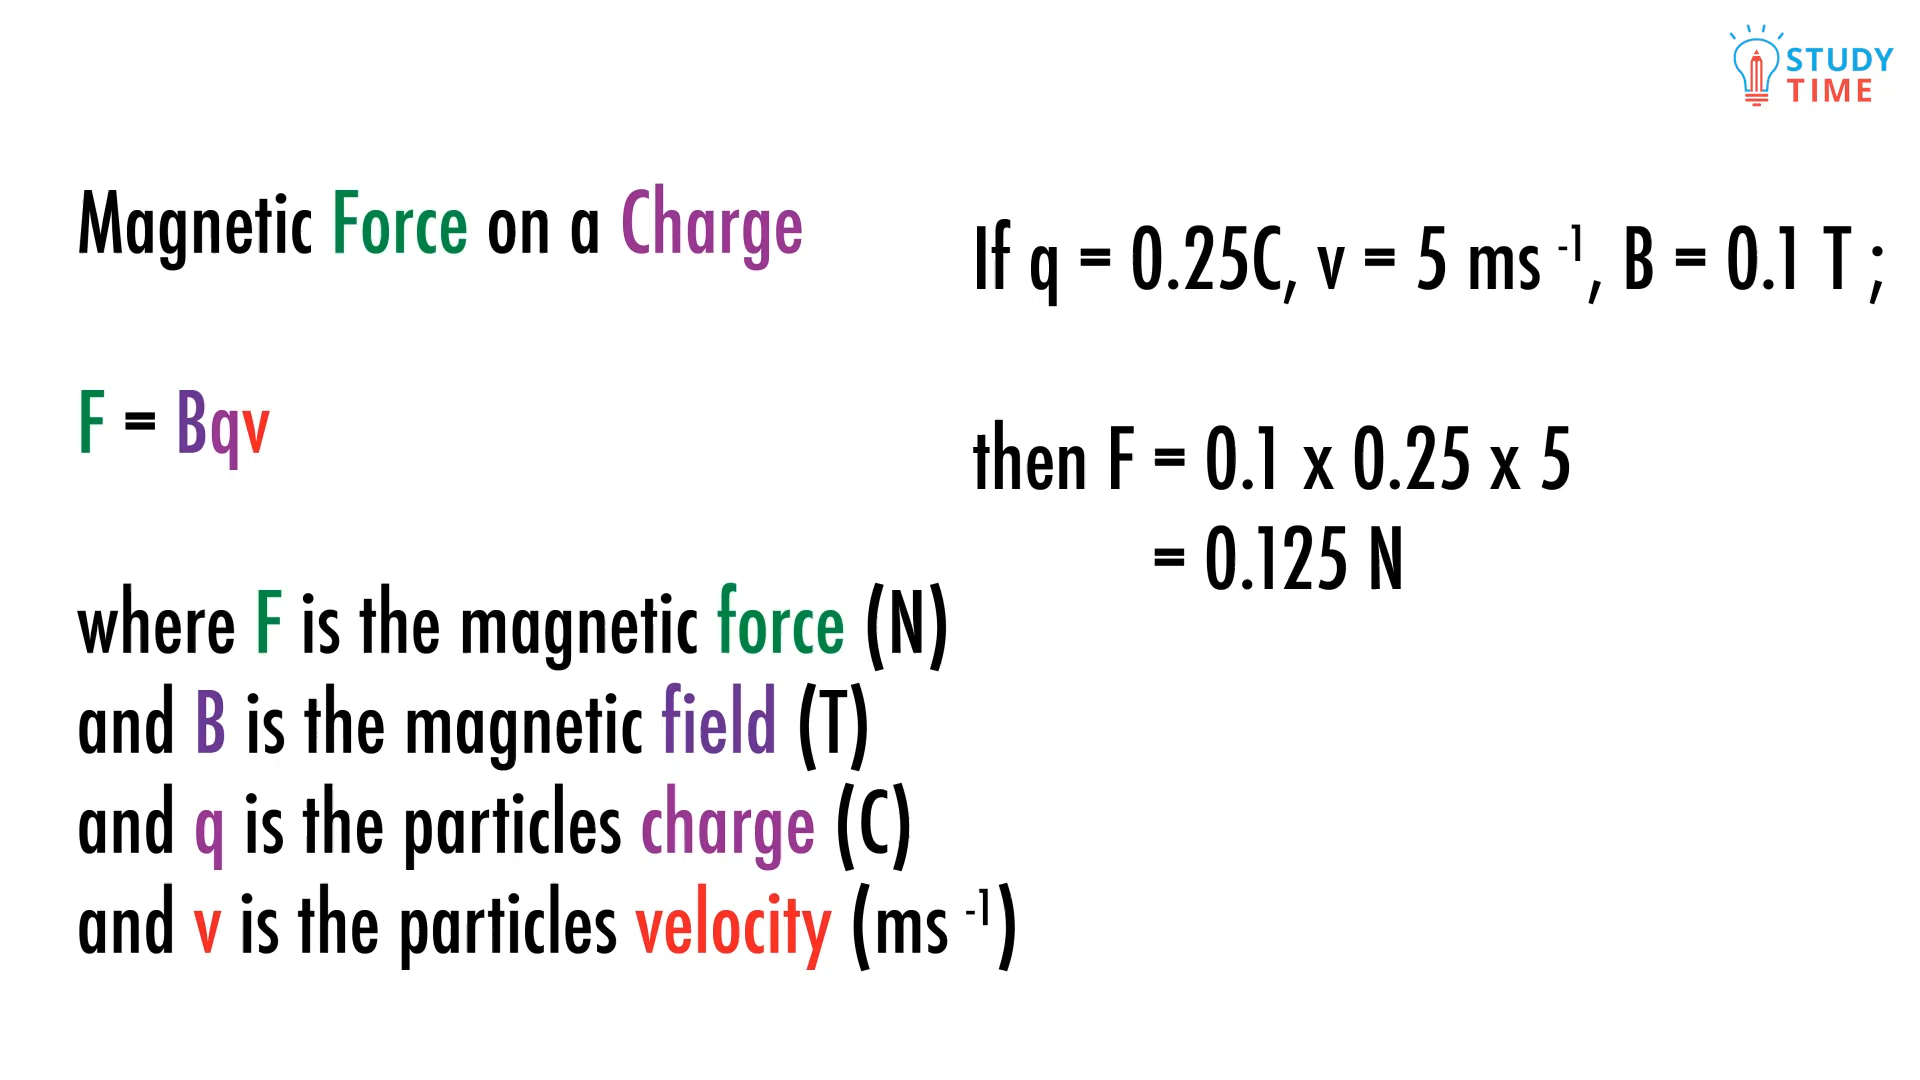 STUDY
TIME
Magnetic Force on a Charge
F = Bqv
where F is the magnetic force (N)
and B is the magnetic field (T)
and q is the particles charge (C)
and v is the particles velocity (ms -1)
If q = 0.25C, v = 5 ms -1, B = 0.1 T ;
then F = 0.1 x 0.25 x 5
= 0.125 N